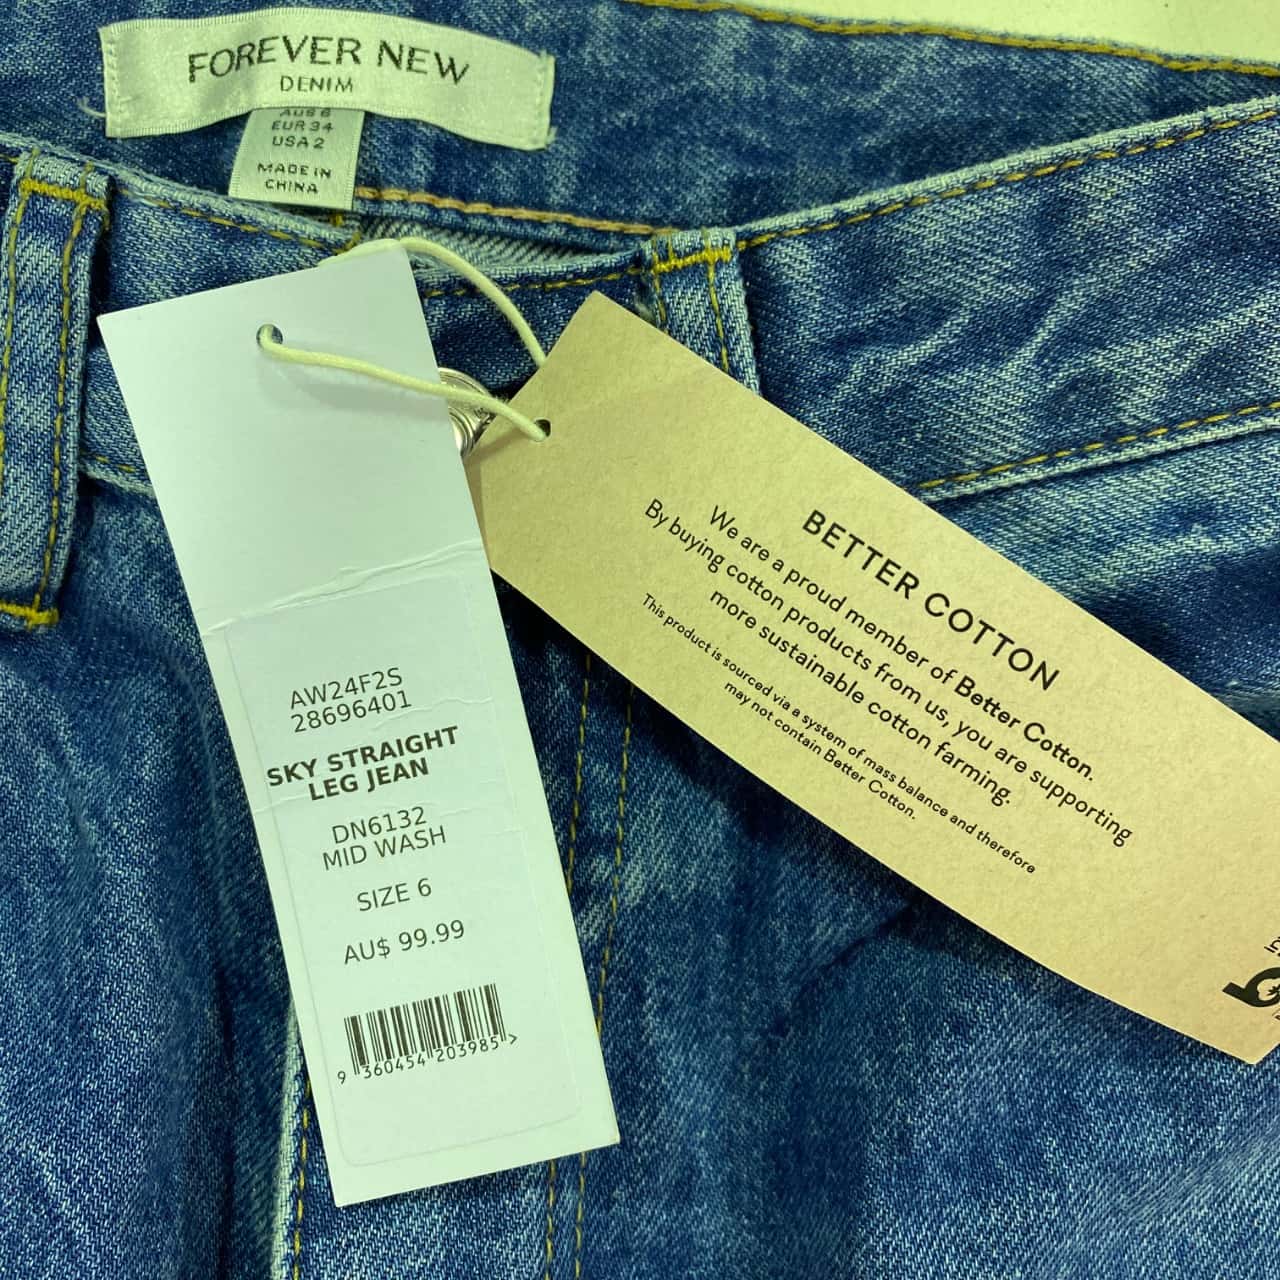 FOREVER NEW
DENIM
AUS 6
EUR 34
USA 2
MADE IN
CHINA
AW24F2S
28696401
SKY STRAIGHT
LEG JEAN
DN6132
MID WASH
SIZE 6
AU$ 99.99
9 360454 203985 >
BETTER COTTON
We are a proud member of Better Cotton.
By buying cotton products from us, you are supporting
more sustainable cotton farming.
This product is sourced via a system of mass balance and therefore
may not contain Better Cotton.